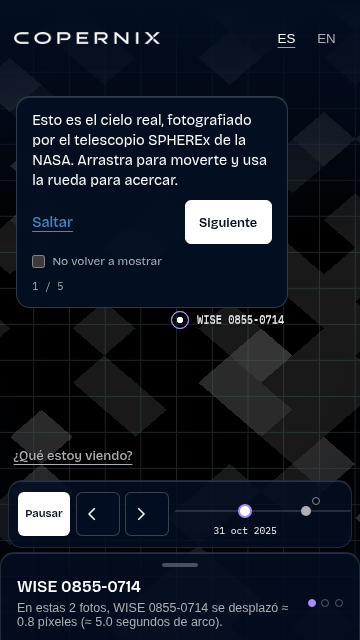 COPERNIX
ES EN
Esto es el cielo real, fotografiado
por el telescopio SPHEREx de la
NASA. Arrastra para moverte y usa
la rueda para acercar.
Saltar Siguiente
No volver a mostrar
1 / 5
WISE 0855-0714
¿Qué estoy viendo?
Pausar
31 oct 2025
WISE 0855-0714
En estas 2 fotos, WISE 0855-0714 se desplazó ≈
0.8 píxeles (≈ 5.0 segundos de arco).